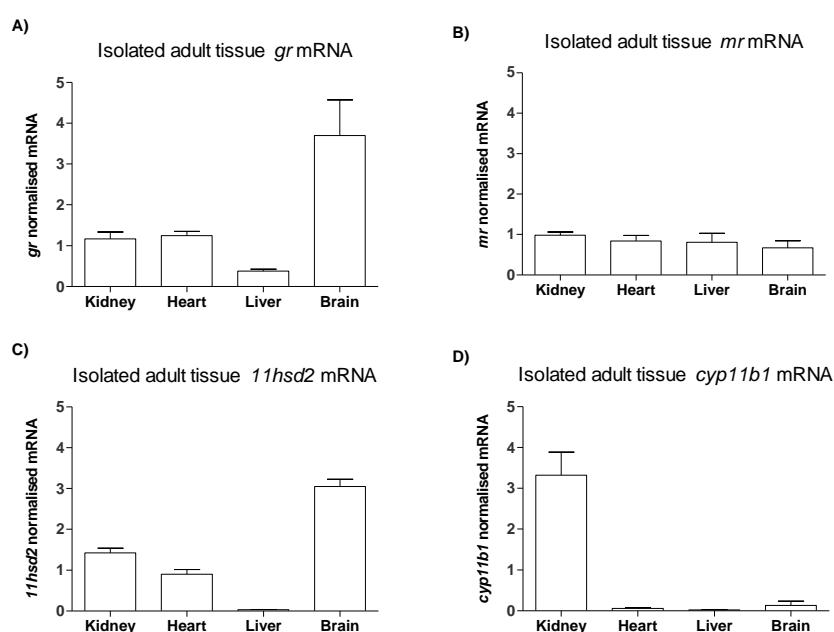 A)
Isolated adult tissue gr mRNA
gr normalised mRNA
5
4
3
2
1
0
Kidney Heart Liver Brain
B)
Isolated adult tissue mr mRNA
mr normalised mRNA
5
4
3
2
1
0
Kidney Heart Liver Brain
C)
Isolated adult tissue 11hsd2 mRNA
11hsd2 normalised mRNA
5
4
3
2
1
0
Kidney Heart Liver Brain
D)
Isolated adult tissue cyp11b1 mRNA
cyp11b1 normalised mRNA
5
4
3
2
1
0
Kidney Heart Liver Brain